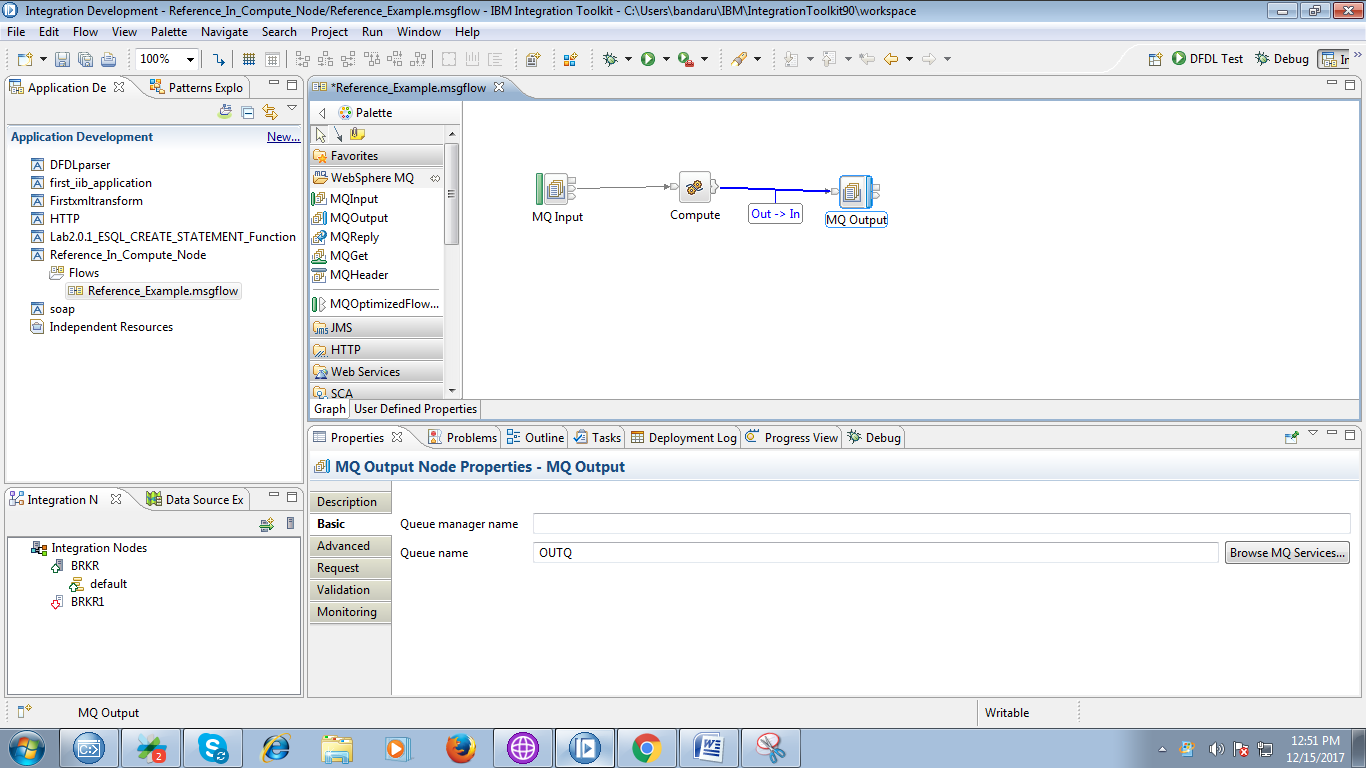 Integration Development - Reference_In_Compute_Node/Reference_Example.msgflow - IBM Integration Toolkit - C:\Users\bandaru\IBM\IntegrationToolkit90\workspace
File Edit Flow View Palette Navigate Search Project Run Window Help
100% DFDL Test Debug In
Application De Patterns Explo
Application Development New...
DFDLparser
first_iib_application
Firstxmltransform
HTTP
Lab2.0.1_ESQL_CREATE_STATEMENT_Function
Reference_In_Compute_Node
Flows
Reference_Example.msgflow
soap
Independent Resources
Integration N Data Source Ex
Integration Nodes
BRKR
default
BRKR1
*Reference_Example.msgflow
Palette
Favorites
WebSphere MQ
MQInput
MQOutput
MQReply
MQGet
MQHeader
MQOptimizedFlow...
JMS
HTTP
Web Services
SCA
MQ Input
Compute
Out -> In
MQ Output
Graph User Defined Properties
Properties Problems Outline Tasks Deployment Log Progress View Debug
MQ Output Node Properties - MQ Output
Description
Basic
Advanced
Request
Validation
Monitoring
Queue manager name
Queue name OUTQ Browse MQ Services...
MQ Output Writable
2
12:51 PM
12/15/2017